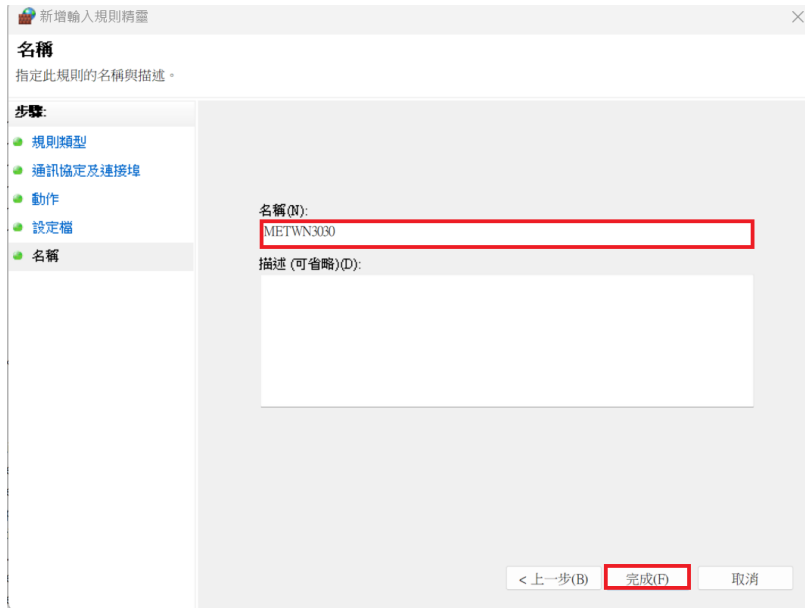 新增輸入規則精靈
名稱
指定此規則的名稱與描述。
步驟:
規則類型
通訊協定及連接埠
動作
設定檔
名稱
名稱(N):
METWN3030
描述 (可省略)(D):
< 上一步(B)
完成(F)
取消